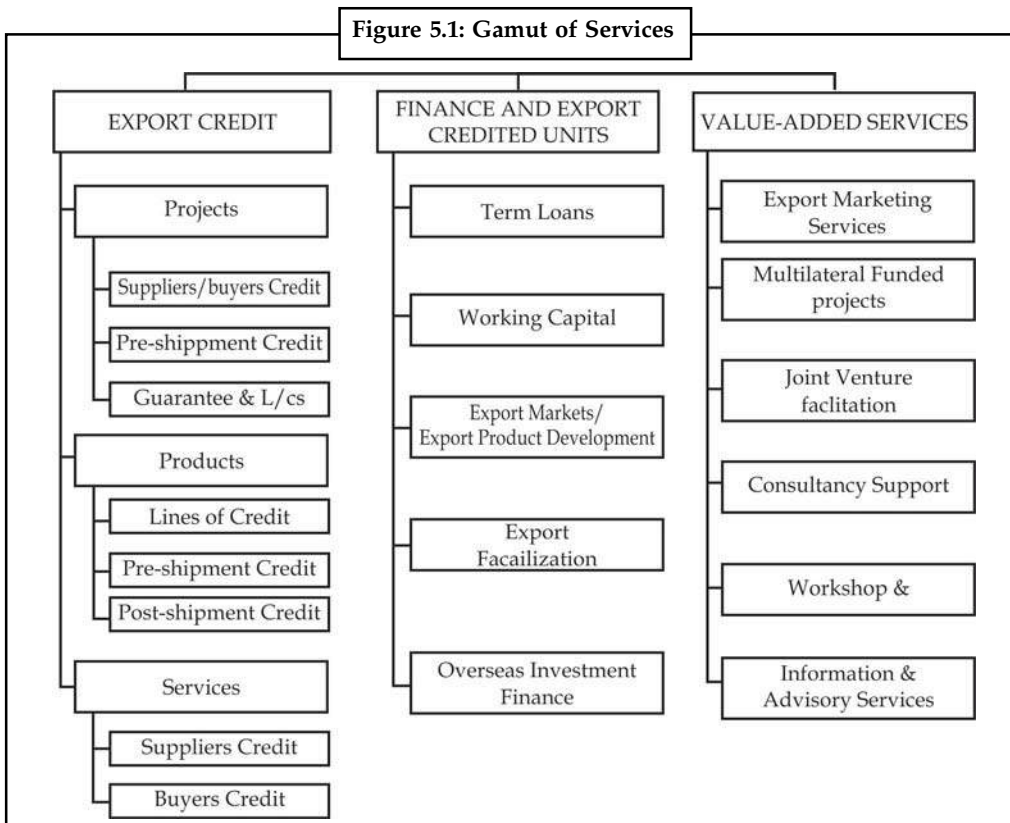 Figure 5.1: Gamut of Services
EXPORT CREDIT
Projects
Suppliers/buyers Credit
Pre-shippment Credit
Guarantee & L/cs
Products
Lines of Credit
Pre-shipment Credit
Post-shipment Credit
Services
Suppliers Credit
Buyers Credit
FINANCE AND EXPORT
CREDITED UNITS
Term Loans
Working Capital
Export Markets/
Export Product Development
Export
Facailization
Overseas Investment
Finance
VALUE-ADDED SERVICES
Export Marketing
Services
Multilateral Funded
projects
Joint Venture
faclitation
Consultancy Support
Workshop &
Information &
Advisory Services